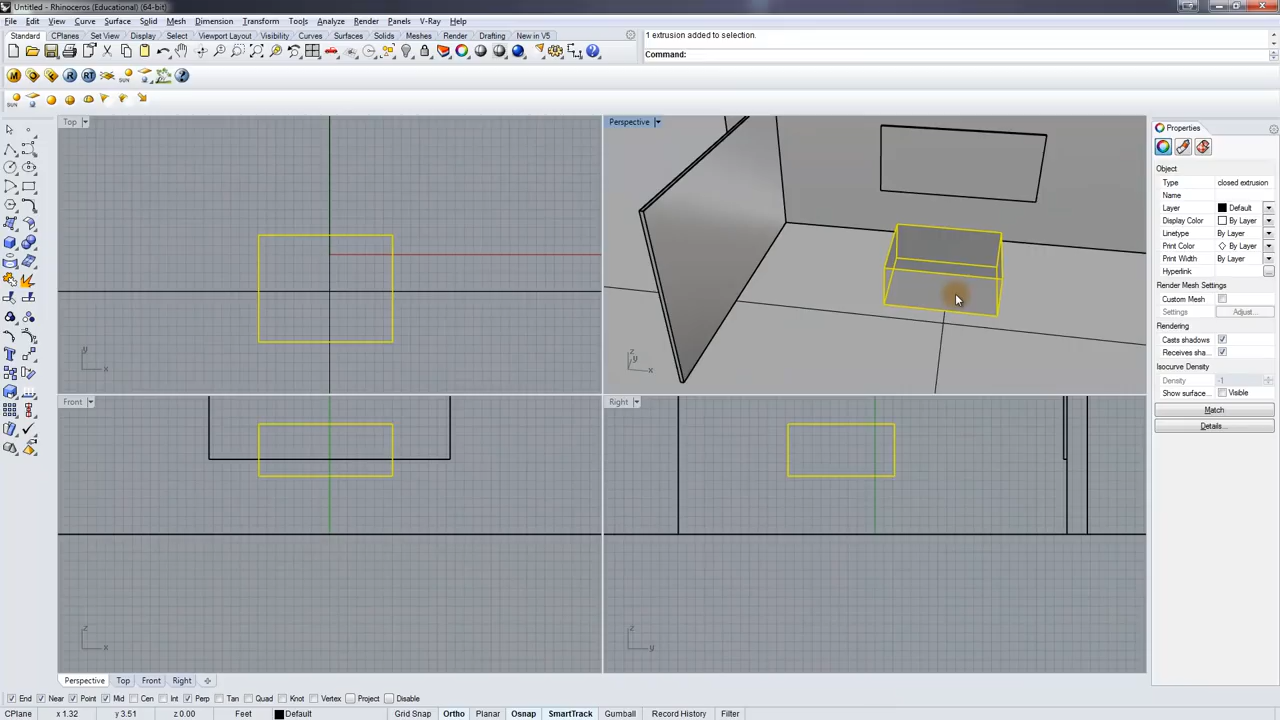 Untitled - Rhinoceros (Educational) (64-bit)
File Edit View Curve Surface Solid Mesh Dimension Transform Tools Analyze Render Panels V-Ray Help
Standard CPlanes Set View Display Select Viewport Layout Visibility Curves Surfaces Solids Meshes Render Drafting New in V5
1 extrusion added to selection.
Command:
M R RT SUN
SUN
Top
Perspective
Properties
Object
Type closed extrusion
Name
Layer Default
Display Color By Layer
Linetype By Layer
Print Color By Layer
Print Width By Layer
Hyperlink
Render Mesh Settings
Custom Mesh
Settings Adjust...
Rendering
Casts shadows
Receives sha...
Isocurve Density
Density -1
Show surface... Visible
Match
Details...
y
x
z
y
x
Front
Right
z
x
z
y
Perspective Top Front Right
End Near Point Mid Cen Int Perp Tan Quad Knot Vertex Project Disable
CPlane x 1.32 y 3.51 z 0.00 Feet Default Grid Snap Ortho Planar Osnap SmartTrack Gumball Record History Filter